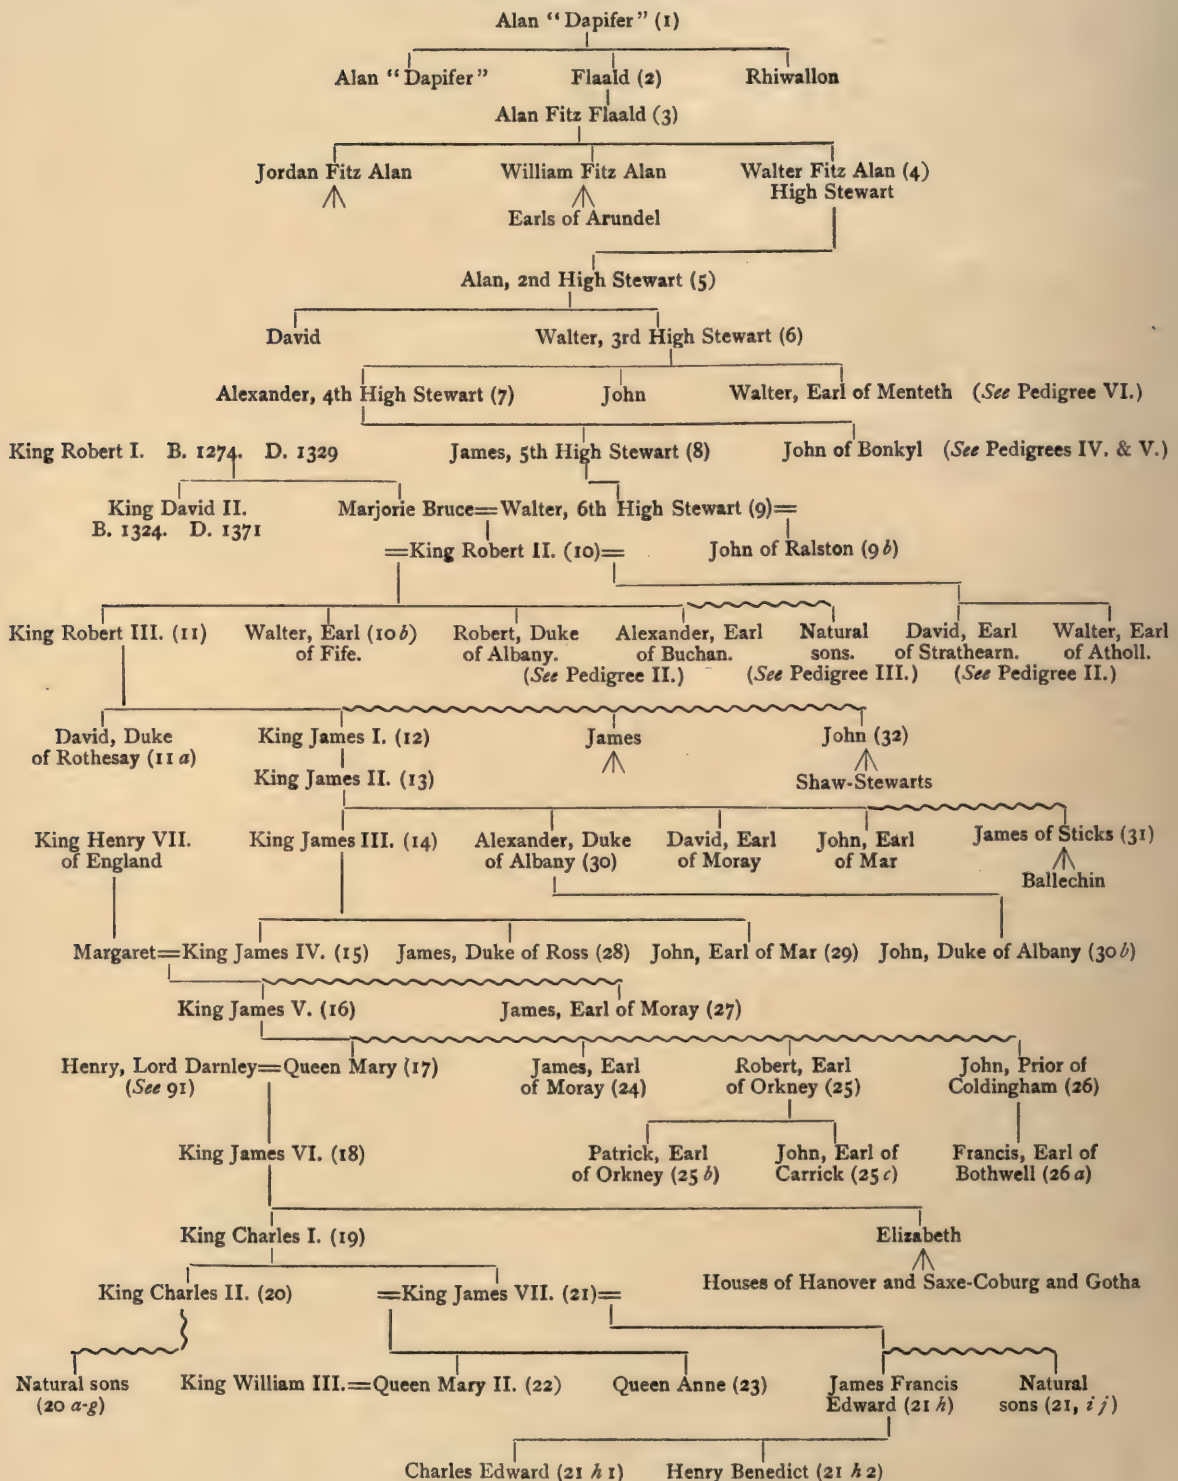 Alan “Dapifer” (1)
Alan “Dapifer” Flaald (2) Rhiwallon
Alan Fitz Flaald (3)
Jordan Fitz Alan William Fitz Alan Walter Fitz Alan (4)
High Stewart
Earls of Arundel
Alan, 2nd High Stewart (5)
David Walter, 3rd High Stewart (6)
Alexander, 4th High Stewart (7) John Walter, Earl of Menteth (See Pedigree VI.)
King Robert I. B. 1274. D. 1329 James, 5th High Stewart (8) John of Bonkyl (See Pedigrees IV. & V.)
King David II. Marjorie Bruce=Walter, 6th High Stewart (9)=
B. 1324. D. 1371
=King Robert II. (10)= John of Ralston (9 b)
King Robert III. (11) Walter, Earl (10 b) Robert, Duke Alexander, Earl Natural David, Earl Walter, Earl
of Fife. of Albany. of Buchan. sons. of Strathearn. of Atholl.
(See Pedigree II.) (See Pedigree III.) (See Pedigree II.)
David, Duke King James I. (12) James John (32)
of Rothesay (11 a)
King James II. (13) Shaw-Stewarts
King Henry VII. King James III. (14) Alexander, Duke David, Earl John, Earl James of Sticks (31)
of England of Albany (30) of Moray of Mar
Ballechin
Margaret=King James IV. (15) James, Duke of Ross (28) John, Earl of Mar (29) John, Duke of Albany (30 b)
King James V. (16) James, Earl of Moray (27)
Henry, Lord Darnley=Queen Mary (17) James, Earl Robert, Earl John, Prior of
(See 91) of Moray (24) of Orkney (25) Coldingham (26)
King James VI. (18) Patrick, Earl John, Earl of Francis, Earl of
of Orkney (25 b) Carrick (25 c) Bothwell (26 a)
King Charles I. (19) Elizabeth
King Charles II. (20) =King James VII. (21)= Houses of Hanover and Saxe-Coburg and Gotha
Natural sons King William III.=Queen Mary II. (22) Queen Anne (23) James Francis Natural
(20 a-g) Edward (21 h) sons (21, i j)
Charles Edward (21 h 1) Henry Benedict (21 h 2)